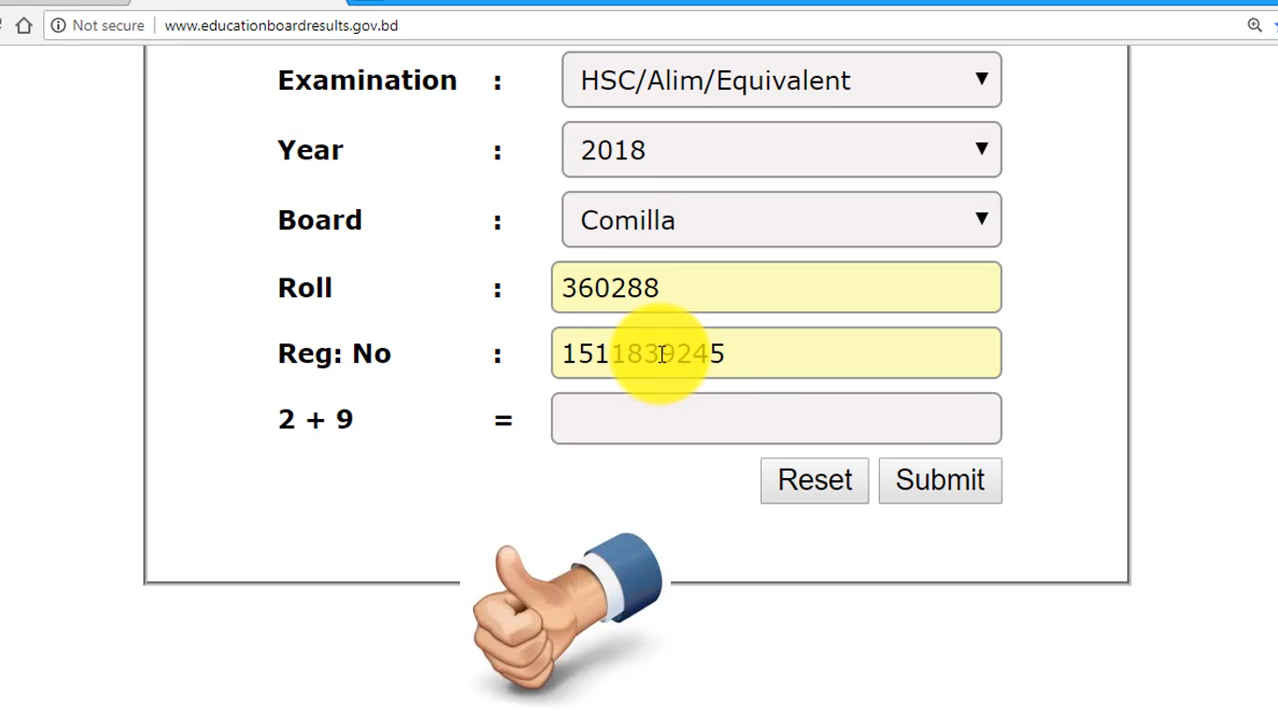 Not secure | www.educationboardresults.gov.bd
Examination : HSC/Alim/Equivalent
Year : 2018
Board : Comilla
Roll : 360288
Reg: No : 1511839245
2 + 9 =
Reset Submit